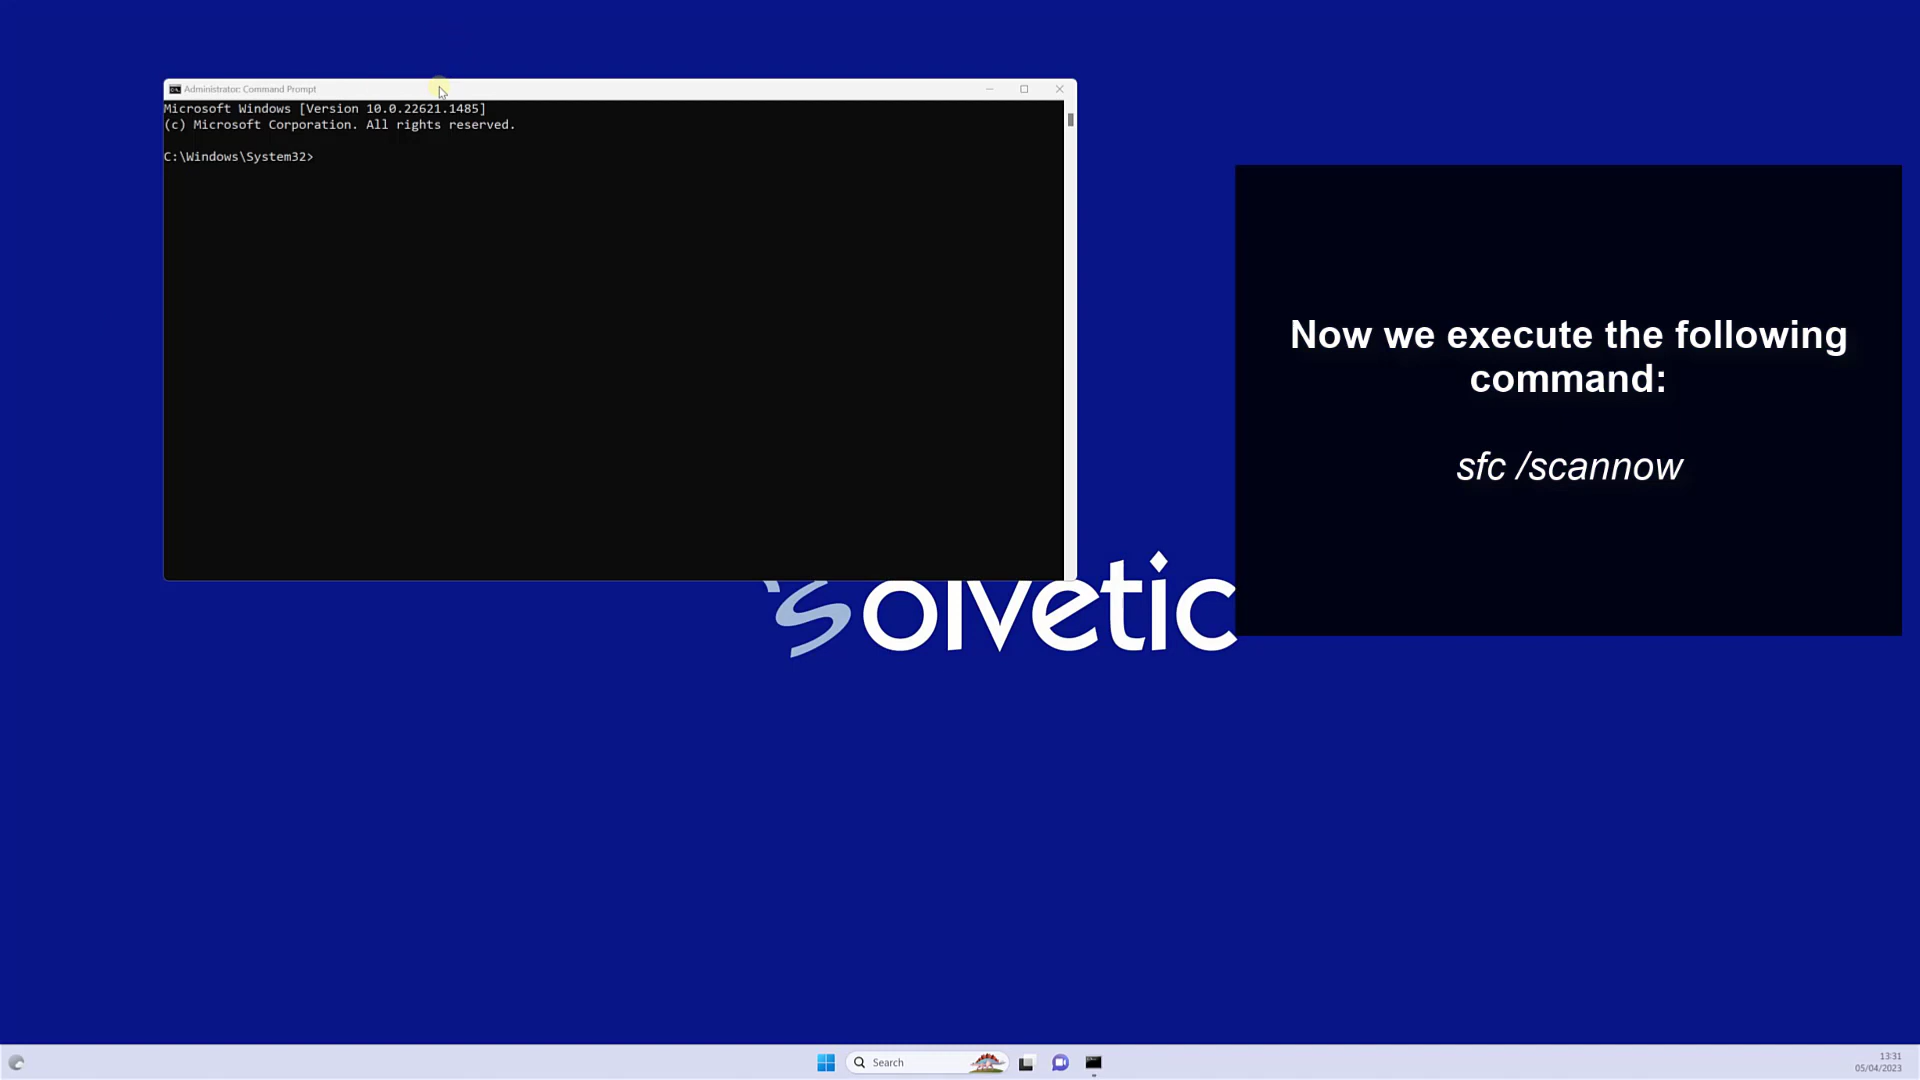 Administrator: Command Prompt
Microsoft Windows [Version 10.0.22621.1485]
(c) Microsoft Corporation. All rights reserved.
C:\Windows\System32>
Now we execute the following
command:
sfc /scannow
Solvetic
Search
13:31
05/04/2023